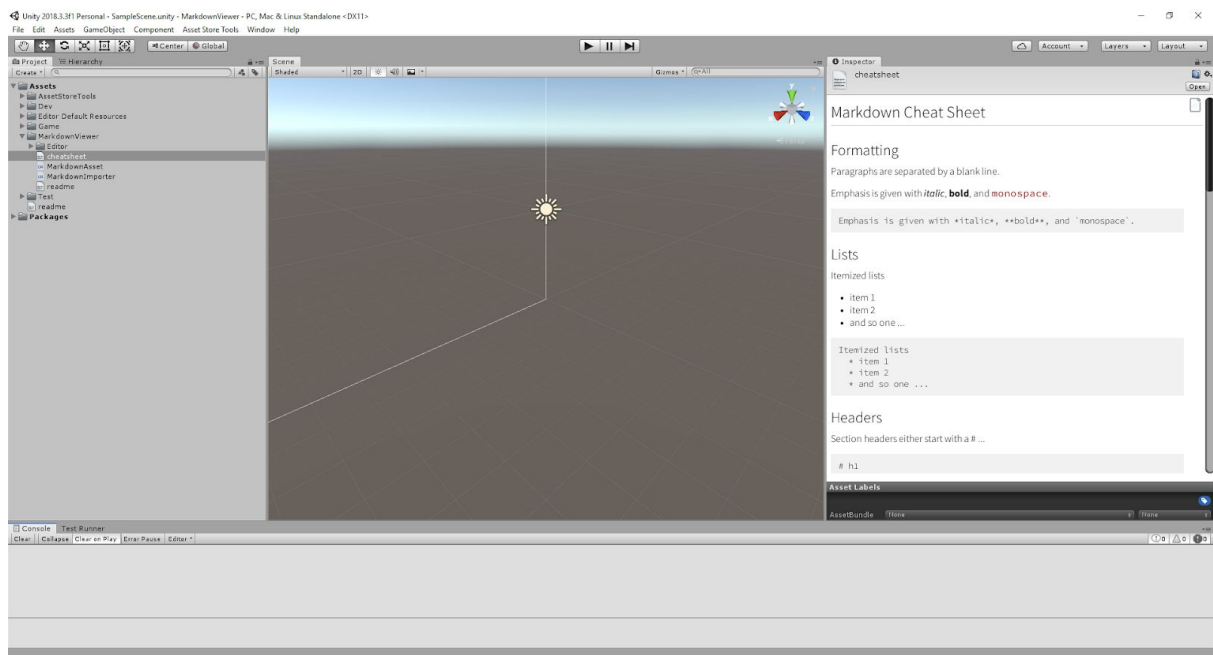 Unity 2018.3.3f1 Personal - SampleScene.unity - MarkdownViewer - PC, Mac & Linux Standalone <DX11>
File Edit Assets GameObject Component Asset Store Tools Window Help
Center Global
Account Layers Layout
Project Hierarchy
Create
Assets
AssetStoreTools
Dev
Editor Default Resources
Game
MarkdownViewer
Editor
cheatsheet
MarkdownAsset
MarkdownImporter
readme
Test
readme
Packages
Scene
Shaded 2D Gizmos All
Inspector
cheatsheet
Open
Markdown Cheat Sheet
Formatting
Paragraphs are separated by a blank line.
Emphasis is given with italic, bold, and monospace.
Emphasis is given with *italic*, **bold**, and `monospace`.
Lists
Itemized lists
• item 1
• item 2
• and so one ...
Itemized lists
* item 1
* item 2
* and so one ...
Headers
Section headers either start with a # ...
# h1
Asset Labels
AssetBundle None None
Console Test Runner
Clear Collapse Clear on Play Error Pause Editor
0 0 0